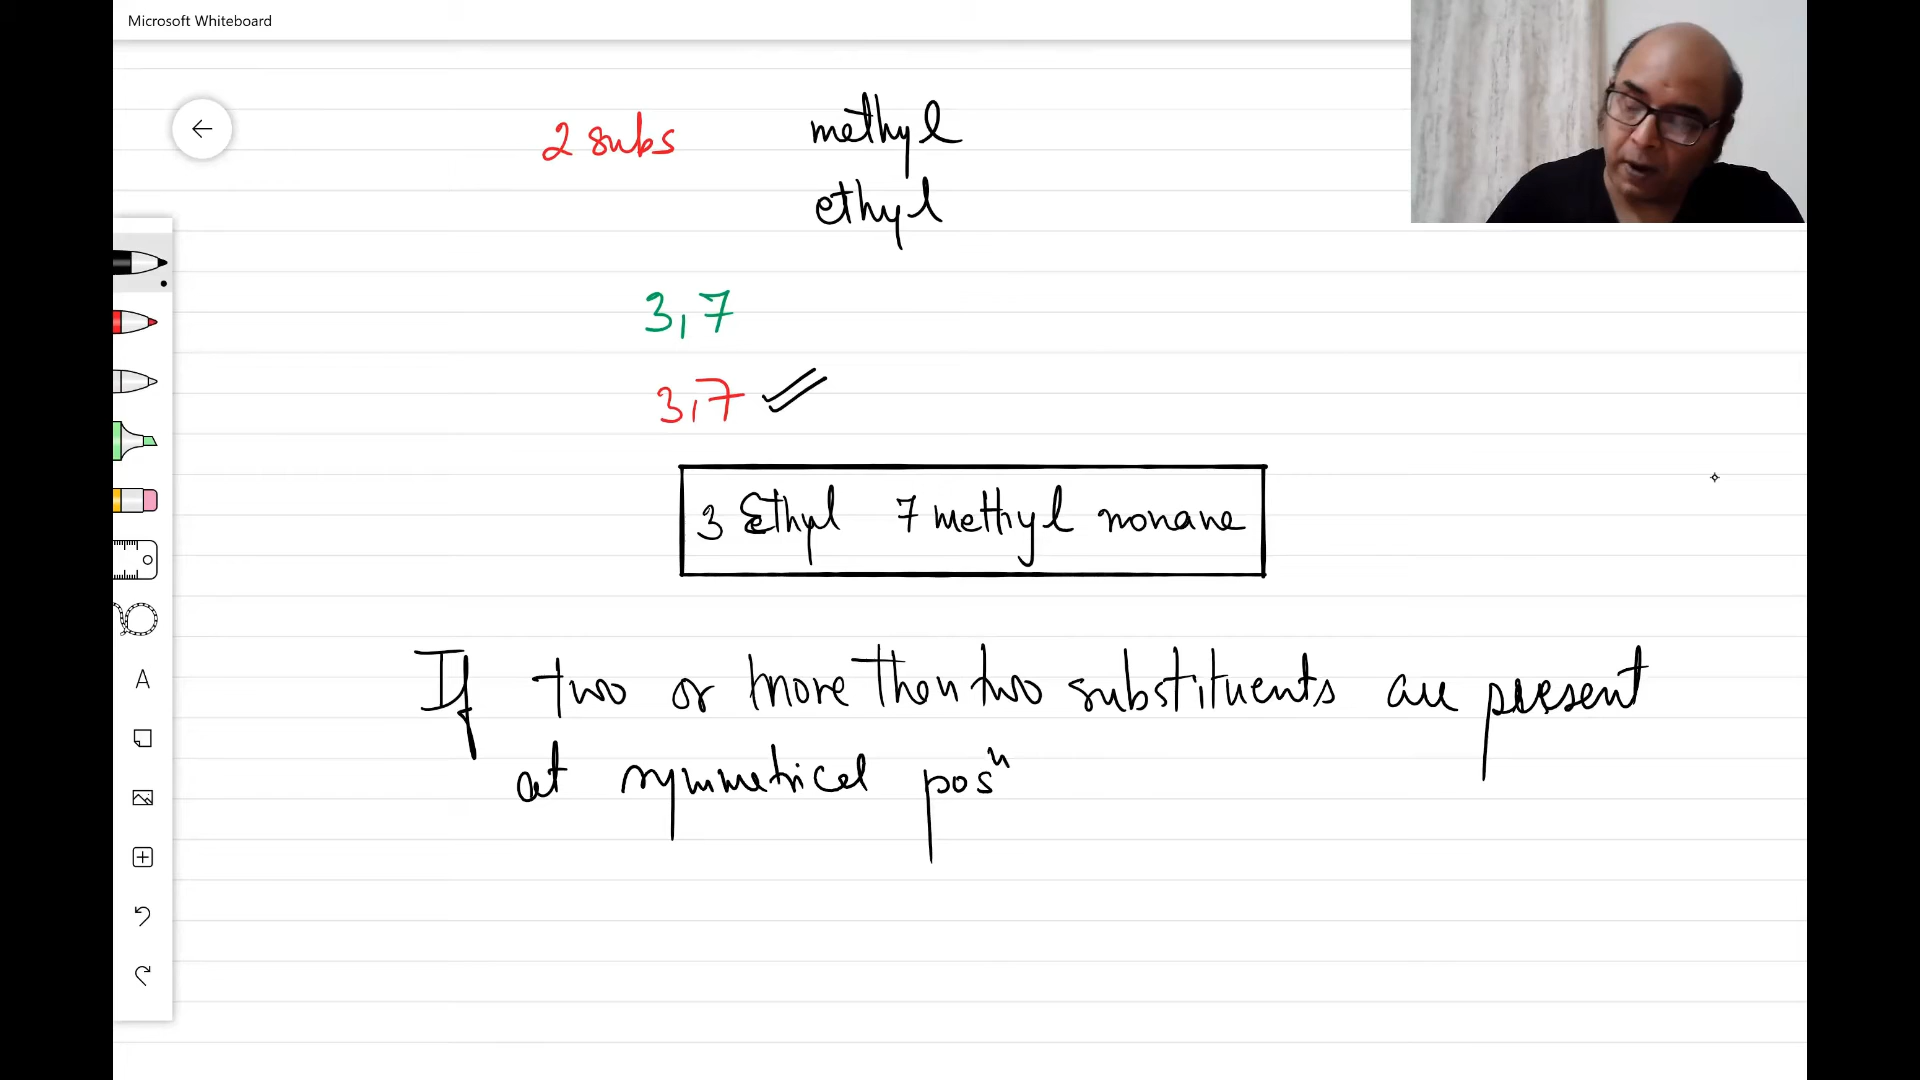 Microsoft Whiteboard
2 subs methyl
ethyl
3,7
3,7
3 Ethyl 7 methyl nonane
If two or more then two substituents are present
at symmetrical posⁿ
A